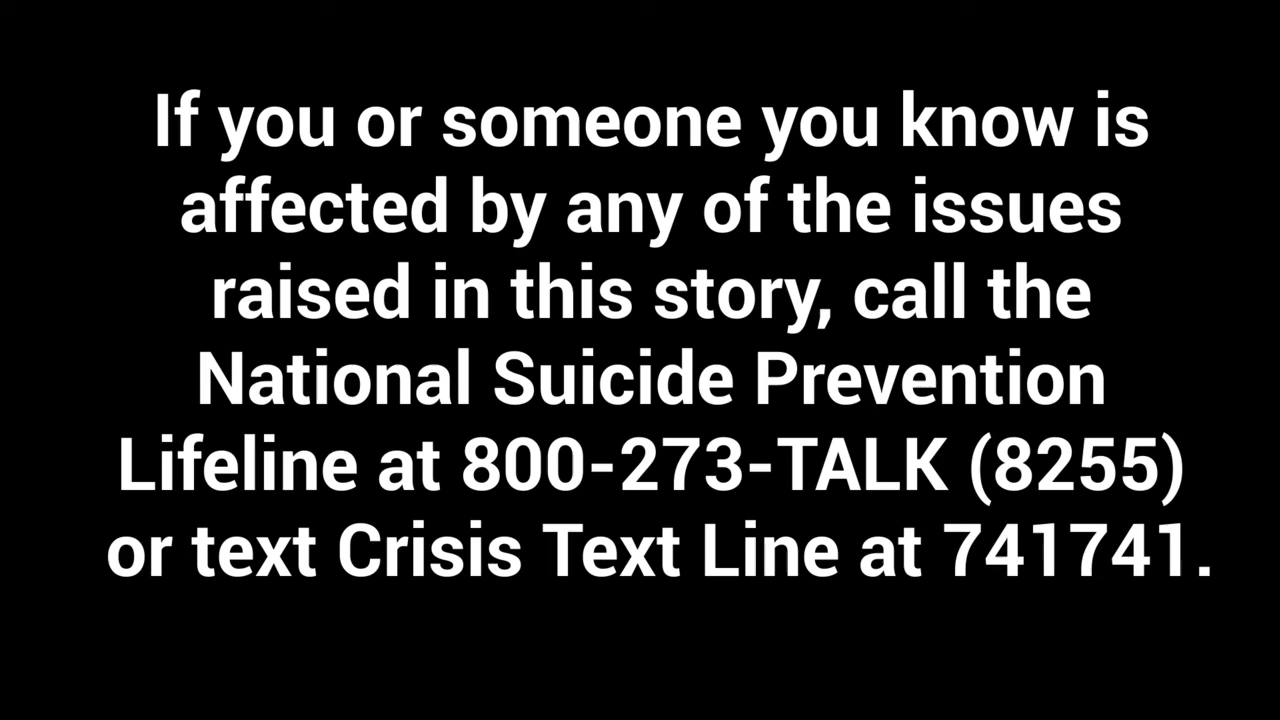 If you or someone you know is
affected by any of the issues
raised in this story, call the
National Suicide Prevention
Lifeline at 800-273-TALK (8255)
or text Crisis Text Line at 741741.